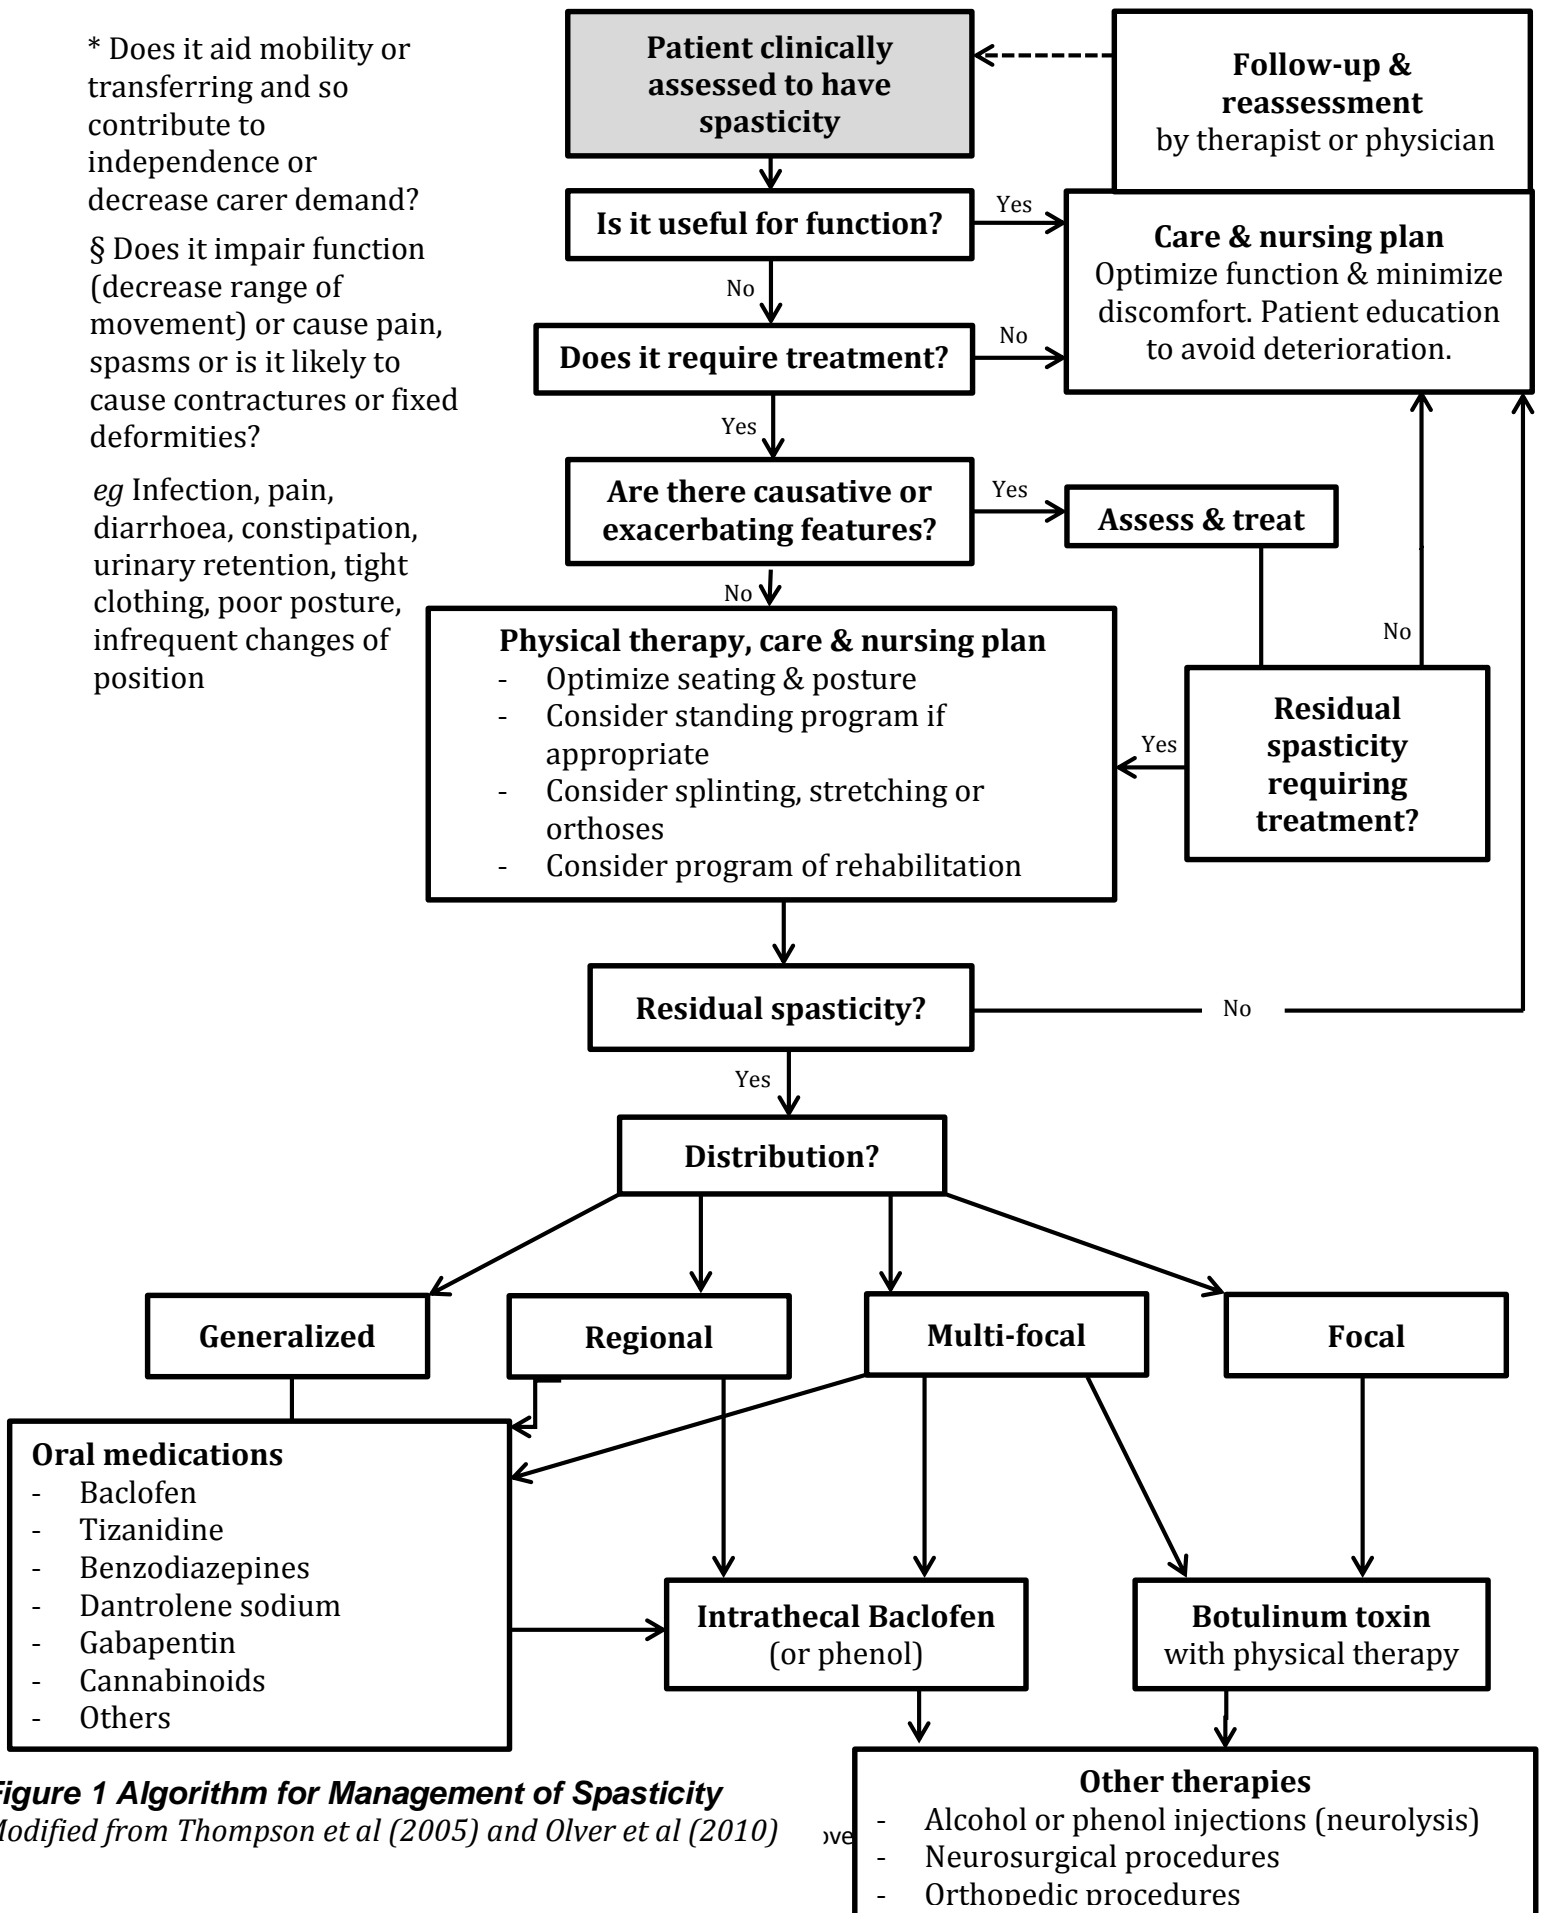 * Does it aid mobility or
transferring and so
contribute to
independence or
decrease carer demand?
§ Does it impair function
(decrease range of
movement) or cause pain,
spasms or is it likely to
cause contractures or fixed
deformities?
eg Infection, pain,
diarrhoea, constipation,
urinary retention, tight
clothing, poor posture,
infrequent changes of
position
Patient clinically
assessed to have
spasticity
Follow-up &
reassessment
by therapist or physician
Is it useful for function?
Yes
Care & nursing plan
Optimize function & minimize
discomfort. Patient education
to avoid deterioration.
No
Does it require treatment?
No
Yes
Are there causative or
exacerbating features?
Yes
Assess & treat
No
No
Physical therapy, care & nursing plan
- Optimize seating & posture
- Consider standing program if
appropriate
- Consider splinting, stretching or
orthoses
- Consider program of rehabilitation
Yes
Residual
spasticity
requiring
treatment?
Residual spasticity?
No
Yes
Distribution?
Generalized
Regional
Multi-focal
Focal
Oral medications
- Baclofen
- Tizanidine
- Benzodiazepines
- Dantrolene sodium
- Gabapentin
- Cannabinoids
- Others
Intrathecal Baclofen
(or phenol)
Botulinum toxin
with physical therapy
Other therapies
- Alcohol or phenol injections (neurolysis)
- Neurosurgical procedures
- Orthopedic procedures
Figure 1 Algorithm for Management of Spasticity
Modified from Thompson et al (2005) and Olver et al (2010)